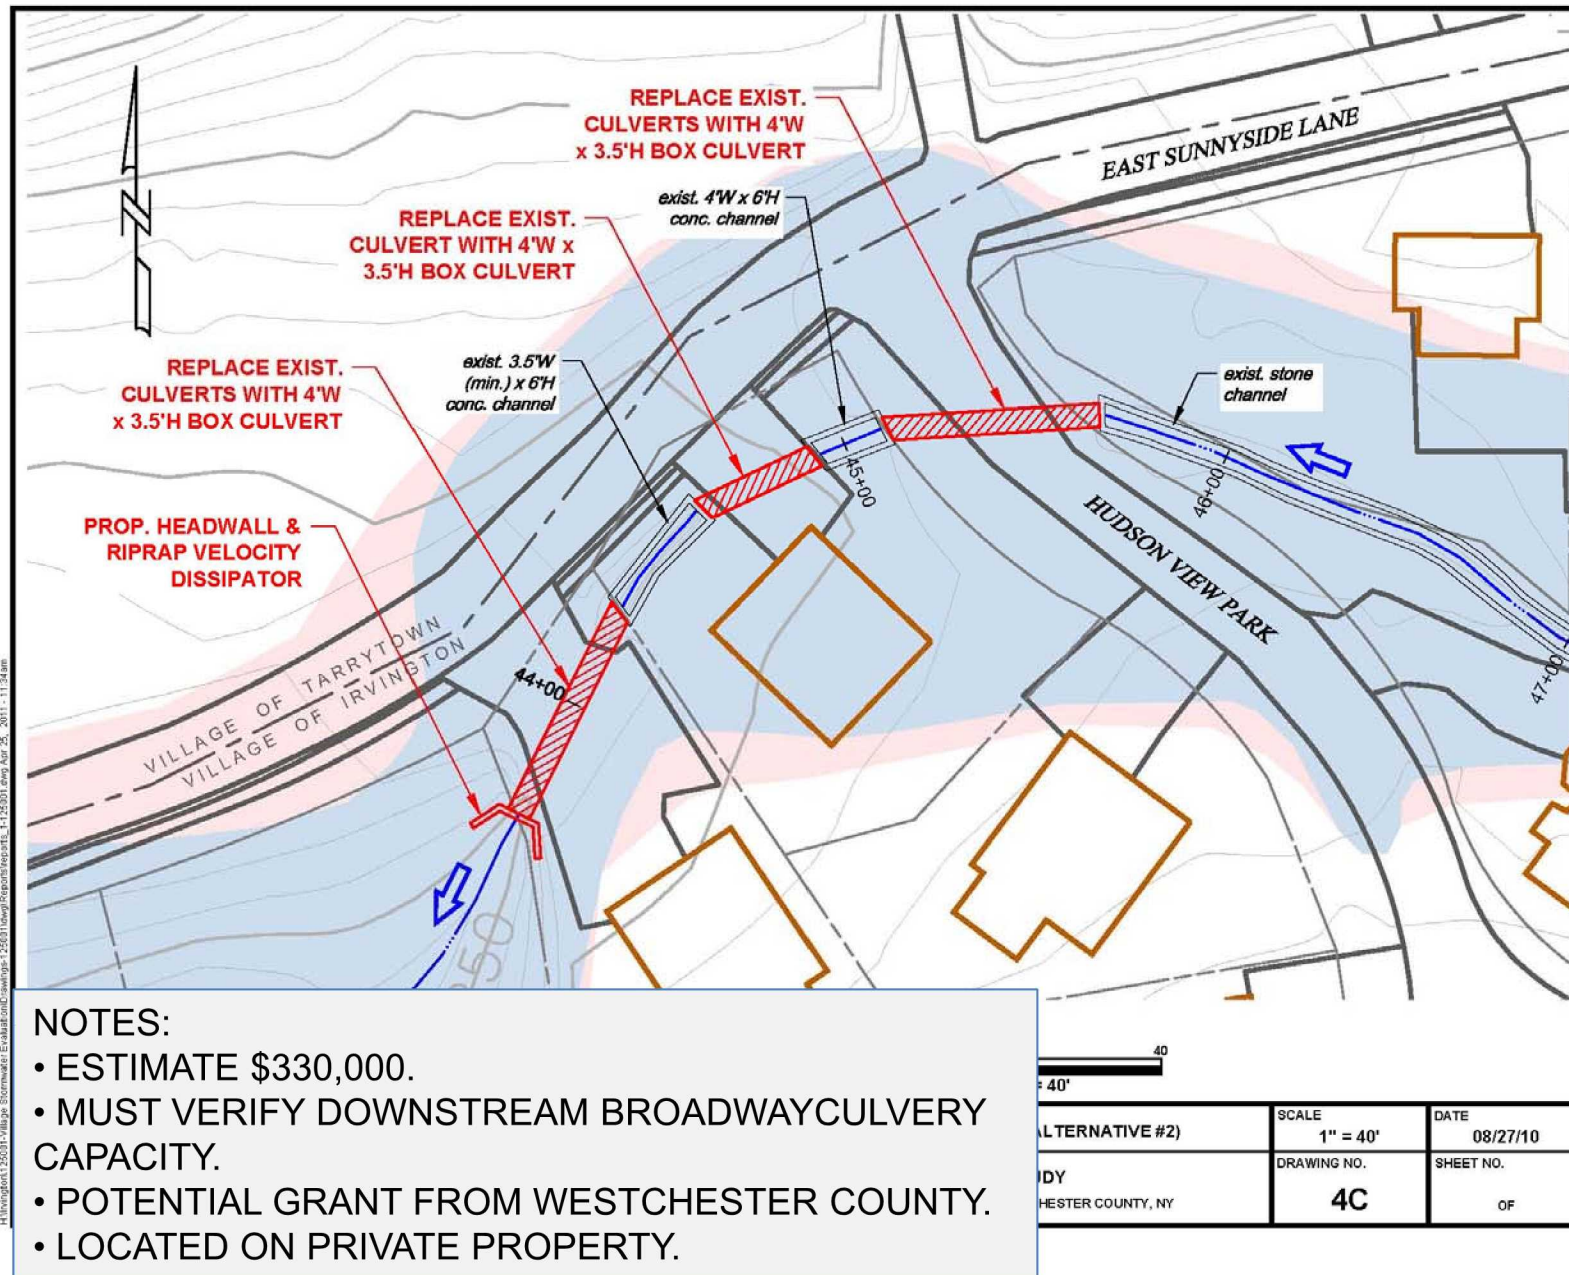 REPLACE EXIST.
CULVERTS WITH 4'W
x 3.5'H BOX CULVERT
EAST SUNNYSIDE LANE
exist. 4'W x 6'H
conc. channel
REPLACE EXIST.
CULVERT WITH 4'W x
3.5'H BOX CULVERT
N
REPLACE EXIST.
CULVERTS WITH 4'W
x 3.5'H BOX CULVERT
exist. 3.5'W
(min.) x 6'H
conc. channel
exist. stone
channel
45+00
46+00
HUDSON VIEW PARK
PROP. HEADWALL &
RIPRAP VELOCITY
DISSIPATOR
44+00
47+00
VILLAGE OF TARRYTOWN
VILLAGE OF IRVINGTON
250
NOTES:
• ESTIMATE $330,000.
• MUST VERIFY DOWNSTREAM BROADWAYCULVERY
CAPACITY.
• POTENTIAL GRANT FROM WESTCHESTER COUNTY.
• LOCATED ON PRIVATE PROPERTY.
40
= 40'
ALTERNATIVE #2)
SCALE
1" = 40'
DATE
08/27/10
DRAWING NO.
4C
SHEET NO.
OF
UDY
HESTER COUNTY, NY